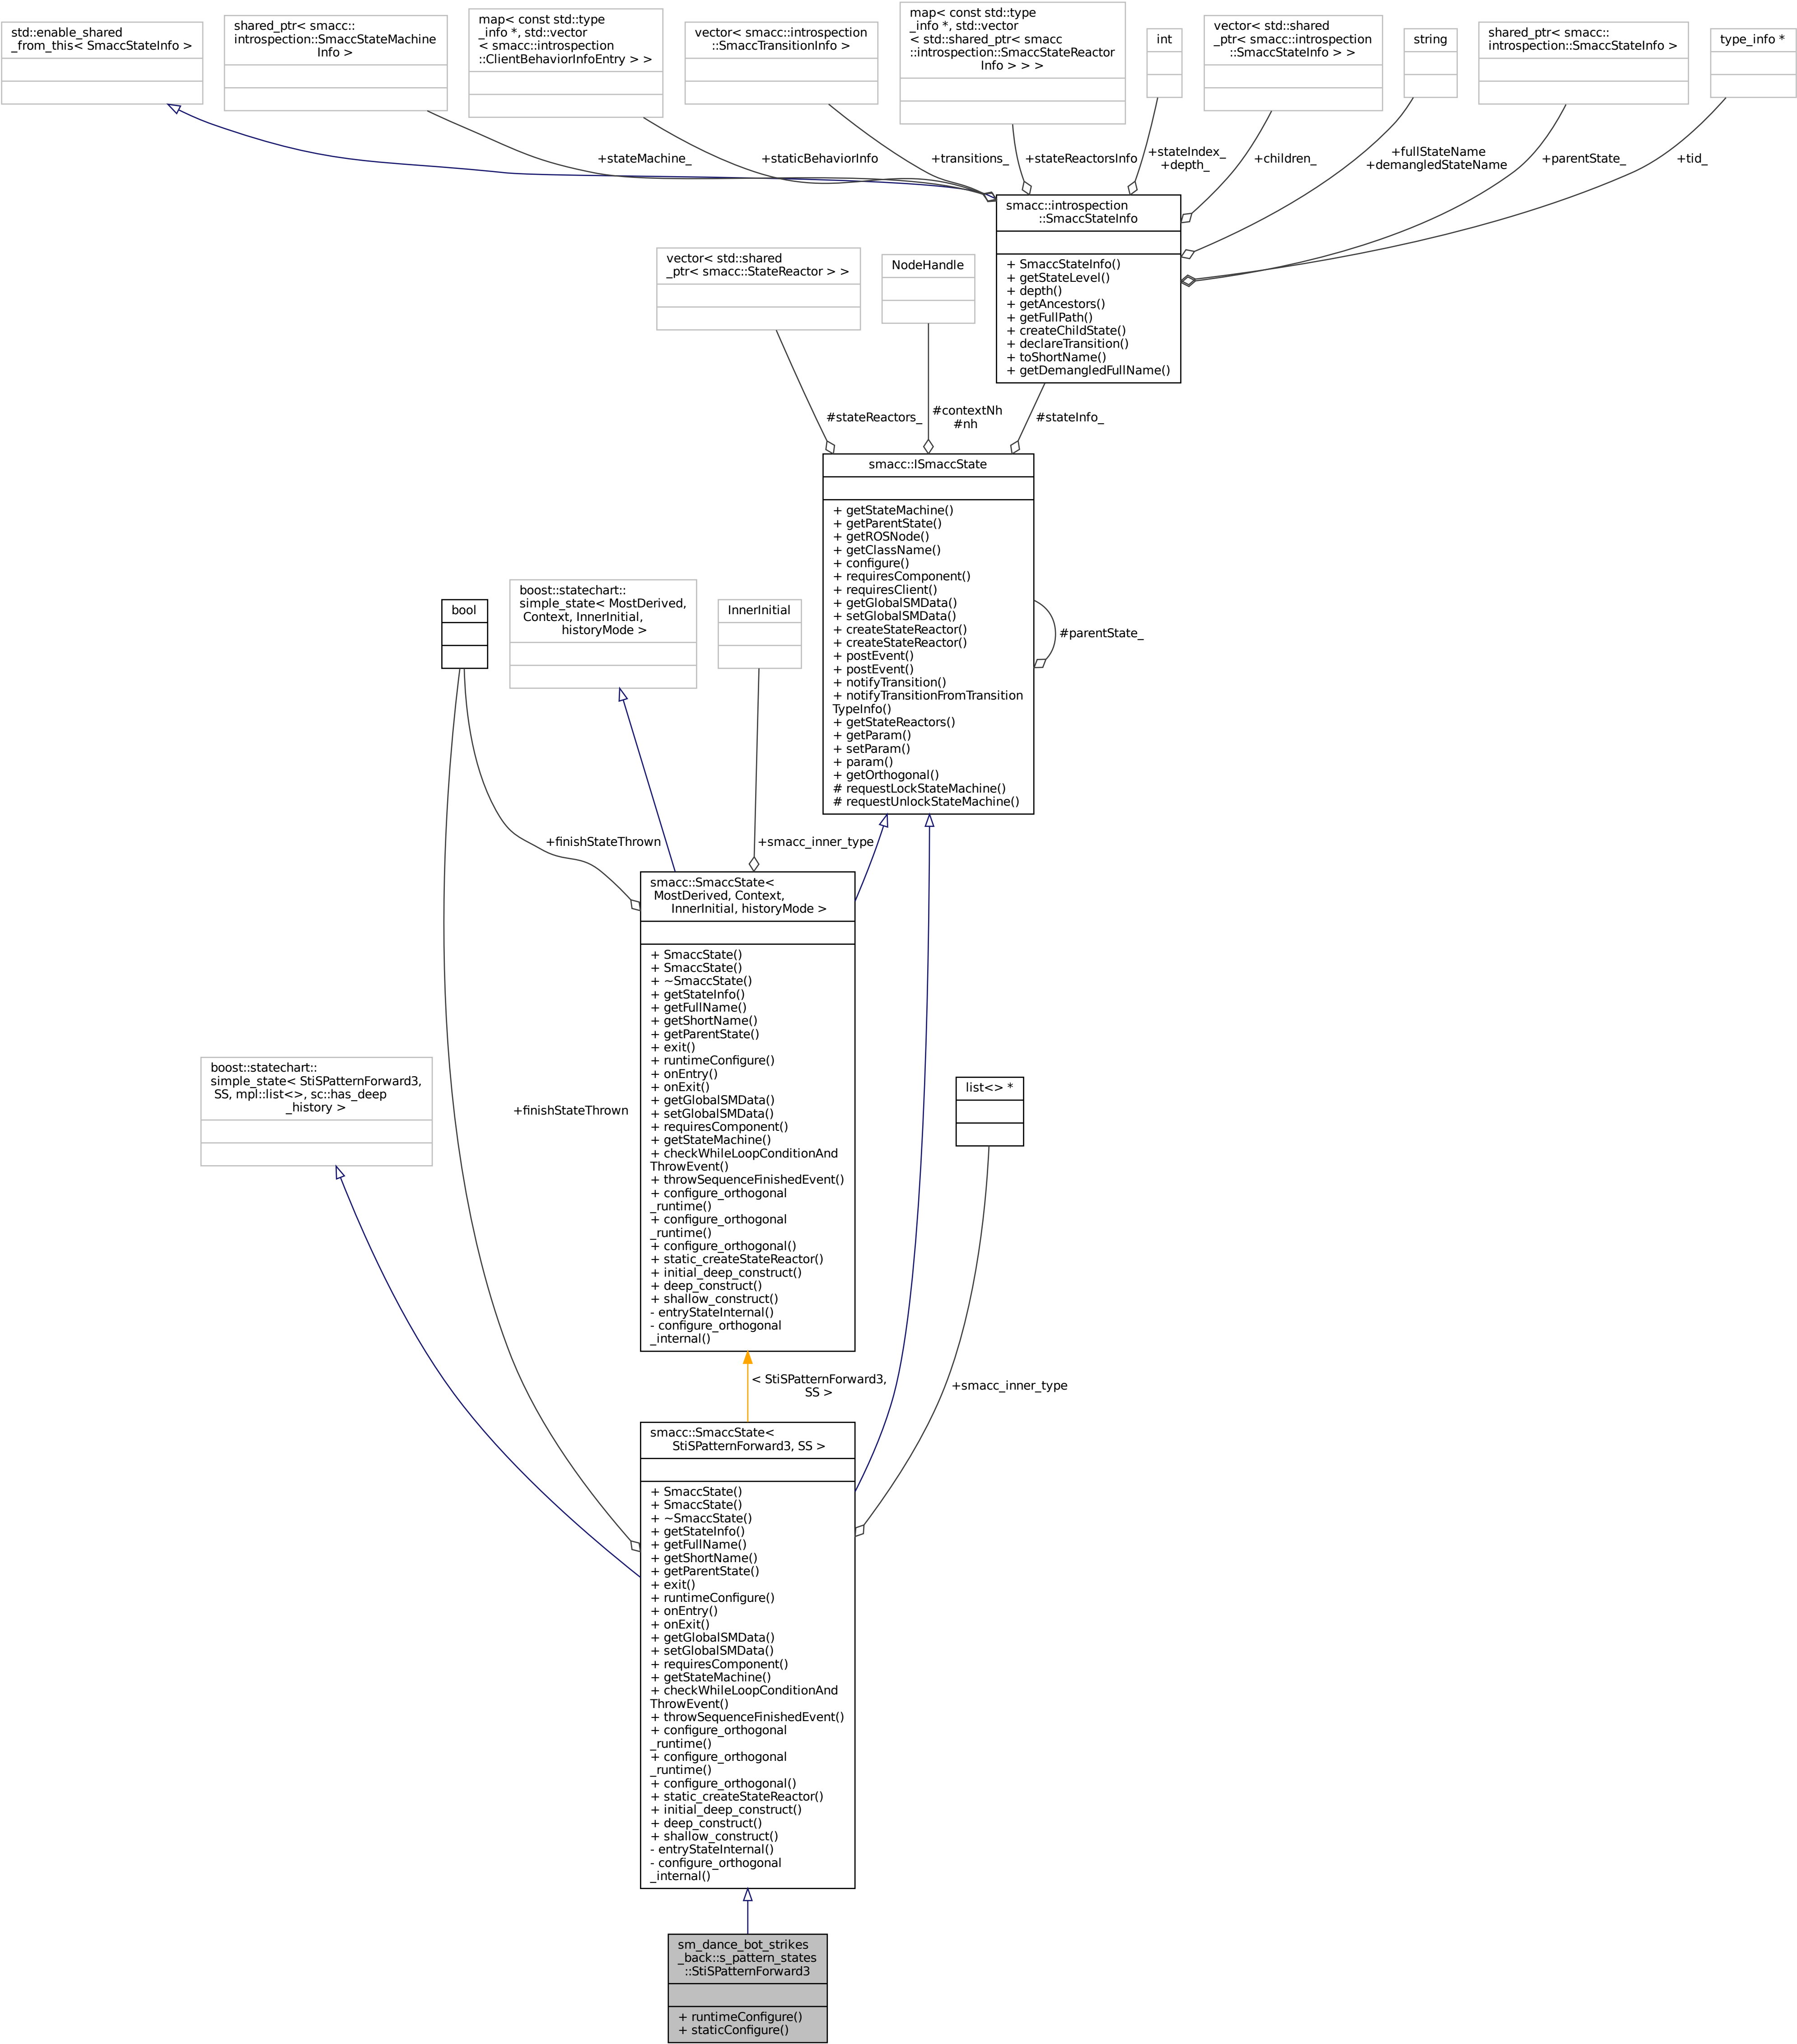 std::enable_shared
_from_this< SmaccStateInfo >
shared_ptr< smacc::
introspection::SmaccStateMachine
Info >
map< const std::type
_info *, std::vector
< smacc::introspection
::ClientBehaviorInfoEntry > >
vector< smacc::introspection
::SmaccTransitionInfo >
map< const std::type
_info *, std::vector
< std::shared_ptr< smacc
::introspection::SmaccStateReactor
Info > > >
int
vector< std::shared
_ptr< smacc::introspection
::SmaccStateInfo > >
string
shared_ptr< smacc::
introspection::SmaccStateInfo >
type_info *
+stateMachine_
+staticBehaviorInfo
+transitions_
+stateReactorsInfo
+stateIndex_
+depth_
+children_
+fullStateName
+demangledStateName
+parentState_
+tid_
smacc::introspection
::SmaccStateInfo
+ SmaccStateInfo()
+ getStateLevel()
+ depth()
+ getAncestors()
+ getFullPath()
+ createChildState()
+ declareTransition()
+ toShortName()
+ getDemangledFullName()
vector< std::shared
_ptr< smacc::StateReactor > >
NodeHandle
#stateReactors_
#contextNh
#nh
#stateInfo_
smacc::ISmaccState
+ getStateMachine()
+ getParentState()
+ getROSNode()
+ getClassName()
+ configure()
+ requiresComponent()
+ requiresClient()
+ getGlobalSMData()
+ setGlobalSMData()
+ createStateReactor()
+ createStateReactor()
+ postEvent()
+ postEvent()
+ notifyTransition()
+ notifyTransitionFromTransition
TypeInfo()
+ getStateReactors()
+ getParam()
+ setParam()
+ param()
+ getOrthogonal()
# requestLockStateMachine()
# requestUnlockStateMachine()
#parentState_
bool
boost::statechart::
simple_state< MostDerived,
Context, InnerInitial,
historyMode >
InnerInitial
+finishStateThrown
+smacc_inner_type
smacc::SmaccState<
MostDerived, Context,
InnerInitial, historyMode >
+ SmaccState()
+ SmaccState()
+ ~SmaccState()
+ getStateInfo()
+ getFullName()
+ getShortName()
+ getParentState()
+ exit()
+ runtimeConfigure()
+ onEntry()
+ onExit()
+ getGlobalSMData()
+ setGlobalSMData()
+ requiresComponent()
+ getStateMachine()
+ checkWhileLoopConditionAnd
ThrowEvent()
+ throwSequenceFinishedEvent()
+ configure_orthogonal
_runtime()
+ configure_orthogonal
_runtime()
+ configure_orthogonal()
+ static_createStateReactor()
+ initial_deep_construct()
+ deep_construct()
+ shallow_construct()
- entryStateInternal()
- configure_orthogonal
_internal()
boost::statechart::
simple_state< StiSPatternForward3,
SS, mpl::list<>, sc::has_deep
_history >
+finishStateThrown
list<> *
< StiSPatternForward3,
SS >
+smacc_inner_type
smacc::SmaccState<
StiSPatternForward3, SS >
+ SmaccState()
+ SmaccState()
+ ~SmaccState()
+ getStateInfo()
+ getFullName()
+ getShortName()
+ getParentState()
+ exit()
+ runtimeConfigure()
+ onEntry()
+ onExit()
+ getGlobalSMData()
+ setGlobalSMData()
+ requiresComponent()
+ getStateMachine()
+ checkWhileLoopConditionAnd
ThrowEvent()
+ throwSequenceFinishedEvent()
+ configure_orthogonal
_runtime()
+ configure_orthogonal
_runtime()
+ configure_orthogonal()
+ static_createStateReactor()
+ initial_deep_construct()
+ deep_construct()
+ shallow_construct()
- entryStateInternal()
- configure_orthogonal
_internal()
sm_dance_bot_strikes
_back::s_pattern_states
::StiSPatternForward3
+ runtimeConfigure()
+ staticConfigure()